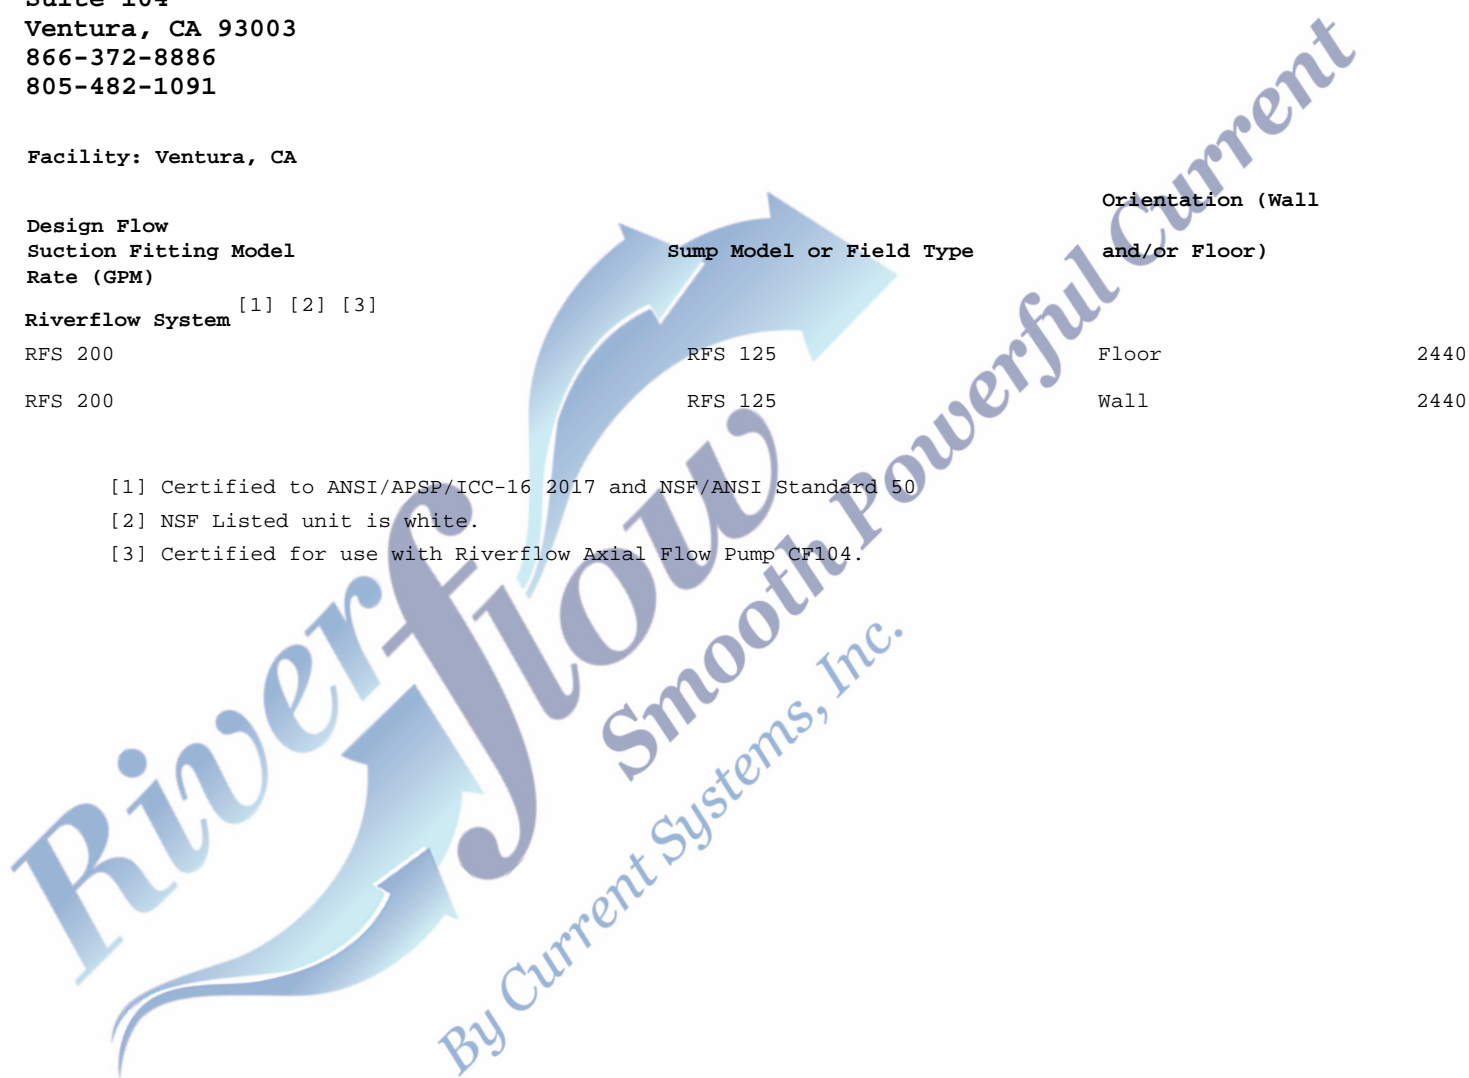 Suite 104
Ventura, CA 93003
866-372-8886
805-482-1091
Facility: Ventura, CA
Orientation (Wall
Design Flow
Suction Fitting Model Sump Model or Field Type and/or Floor)
Rate (GPM)
Riverflow System [1] [2] [3]
RFS 200 RFS 125 Floor 2440
RFS 200 RFS 125 Wall 2440
[1] Certified to ANSI/APSP/ICC-16 2017 and NSF/ANSI Standard 50
[2] NSF Listed unit is white.
[3] Certified for use with Riverflow Axial Flow Pump CF104.
Riverflow
Smooth Powerful Current
By Current Systems, Inc.